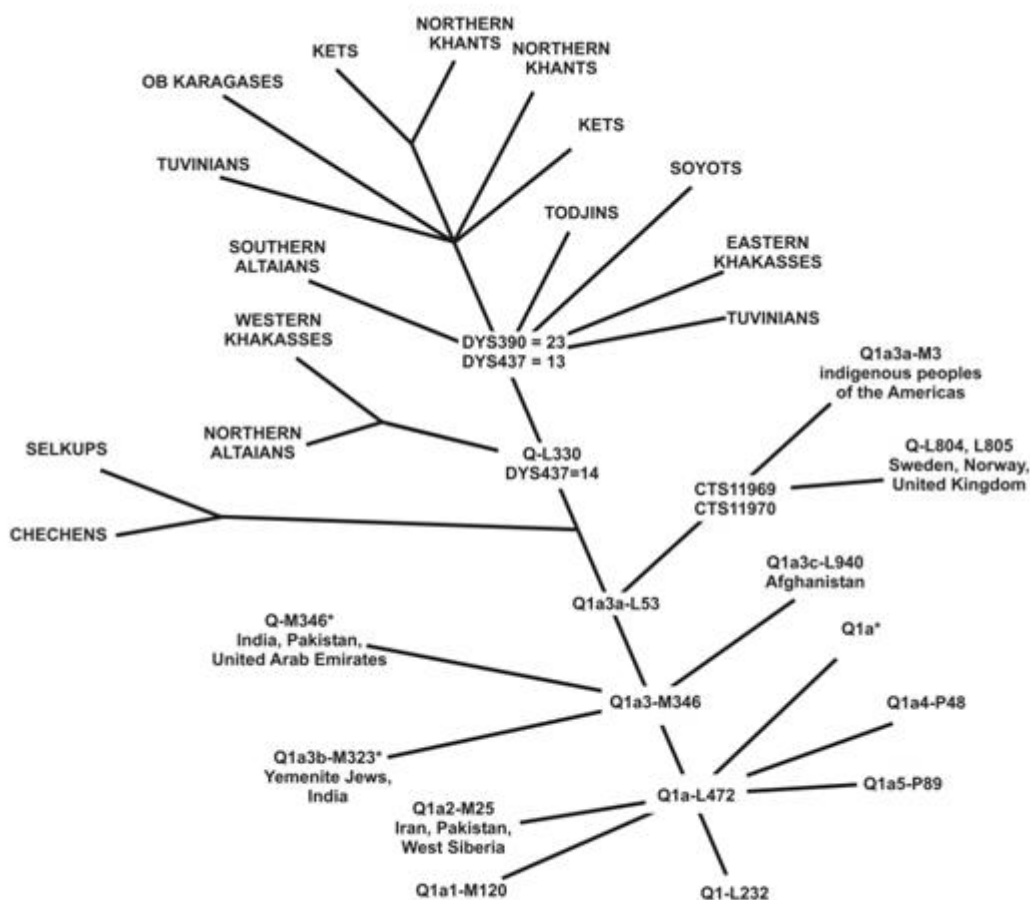 NORTHERN
KHANTS
KETS
NORTHERN
KHANTS
OB KARAGASES
KETS
TUVINIANS
SOYOTS
TODJINS
SOUTHERN
ALTAIANS
EASTERN
KHAKASSES
WESTERN
KHAKASSES
TUVINIANS
DYS390 = 23
DYS437 = 13
Q1a3a-M3
indigenous peoples
of the Americas
NORTHERN
ALTAIANS
SELKUPS
Q-L330
DYS437=14
Q-L804, L805
Sweden, Norway,
United Kingdom
CTS11969
CTS11970
CHECHENS
Q1a3c-L940
Afghanistan
Q1a3a-L53
Q-M346*
India, Pakistan,
United Arab Emirates
Q1a*
Q1a3-M346
Q1a4-P48
Q1a3b-M323*
Yemenite Jews,
India
Q1a5-P89
Q1a-L472
Q1a2-M25
Iran, Pakistan,
West Siberia
Q1a1-M120
Q1-L232